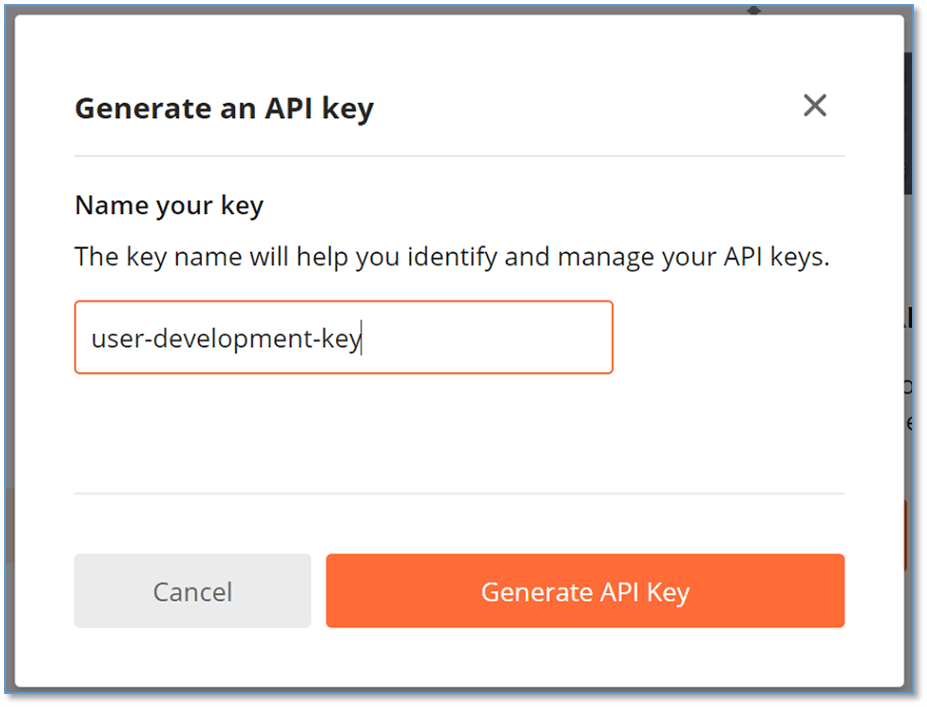 Generate an API key
Name your key
The key name will help you identify and manage your API keys.
user-development-key
Cancel
Generate API Key